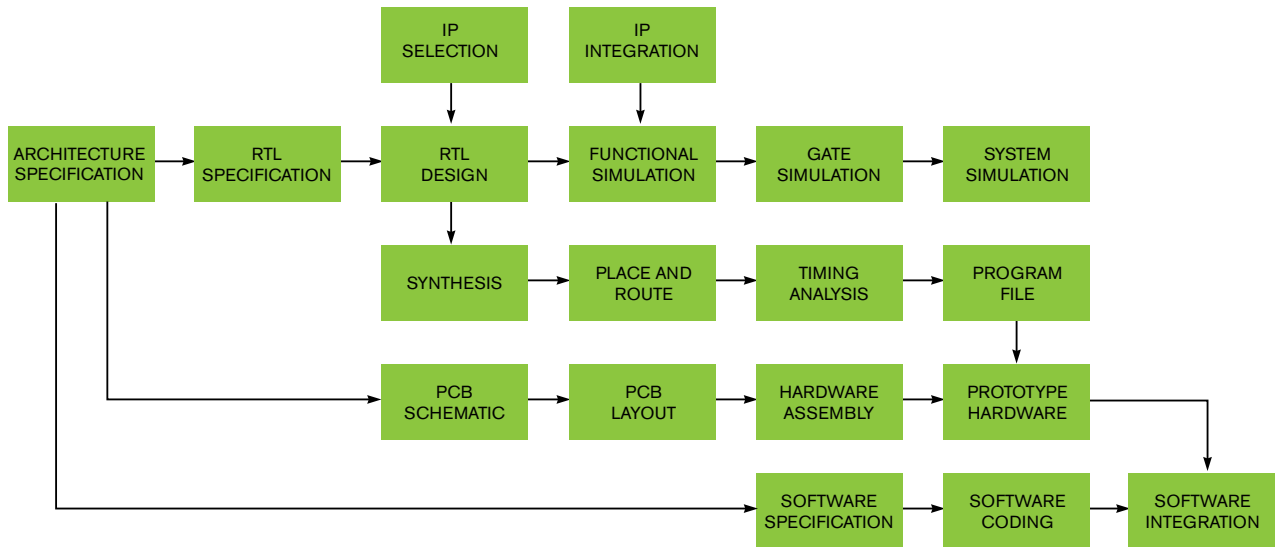 IP
SELECTION
IP
INTEGRATION
ARCHITECTURE
SPECIFICATION
RTL
SPECIFICATION
RTL
DESIGN
FUNCTIONAL
SIMULATION
GATE
SIMULATION
SYSTEM
SIMULATION
SYNTHESIS
PLACE AND
ROUTE
TIMING
ANALYSIS
PROGRAM
FILE
PCB
SCHEMATIC
PCB
LAYOUT
HARDWARE
ASSEMBLY
PROTOTYPE
HARDWARE
SOFTWARE
SPECIFICATION
SOFTWARE
CODING
SOFTWARE
INTEGRATION